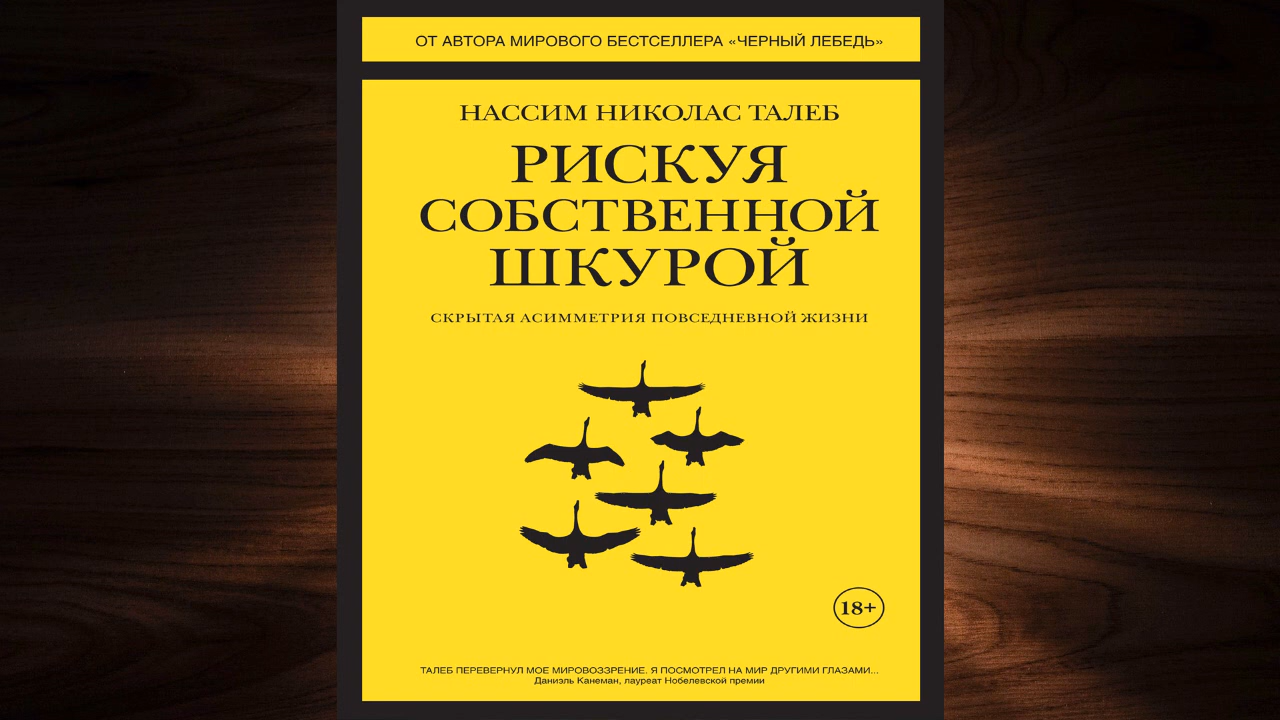 ОТ АВТОРА МИРОВОГО БЕСТСЕЛЛЕРА «ЧЕРНЫЙ ЛЕБЕДЬ»
НАССИМ НИКОЛАС ТАЛЕБ
РИСКУЯ
СОБСТВЕННОЙ
ШКУРОЙ
СКРЫТАЯ АСИММЕТРИЯ ПОВСЕДНЕВНОЙ ЖИЗНИ
18+
ТАЛЕБ ПЕРЕВЕРНУЛ МОЕ МИРОВОЗЗРЕНИЕ. Я ПОСМОТРЕЛ НА МИР ДРУГИМИ ГЛАЗАМИ...
Даниэль Канеман, лауреат Нобелевской премии